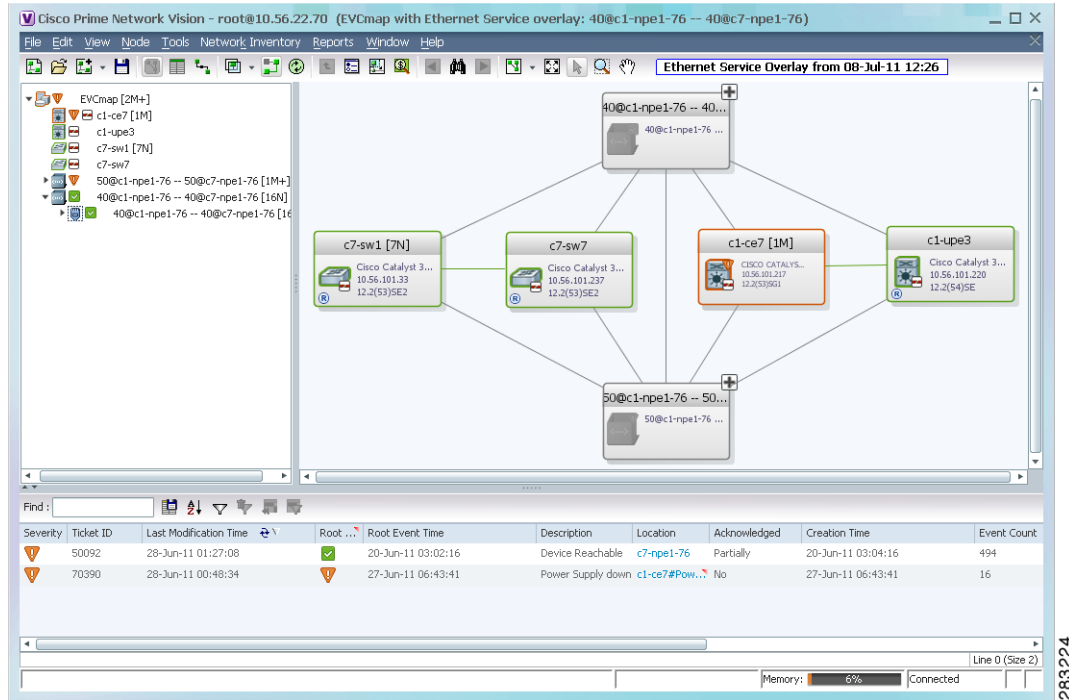 Cisco Prime Network Vision - root@10.56.22.70 (EVCmap with Ethernet Service overlay: 40@c1-npe1-76 -- 40@c7-npe1-76)
File Edit View Node Tools Network Inventory Reports Window Help
Ethernet Service Overlay from 08-Jul-11 12:26
EVCmap [2M+]
c1-ce7 [1M]
c1-upe3
c7-sw1 [7N]
c7-sw7
50@c1-npe1-76 -- 50@c7-npe1-76 [1M+]
40@c1-npe1-76 -- 40@c7-npe1-76 [16N]
40@c1-npe1-76 -- 40@c7-npe1-76 [16
40@c1-npe1-76 -- 40...
40@c1-npe1-76 ...
c7-sw1 [7N]
Cisco Catalyst 3...
10.56.101.33
12.2(53)SE2
R
c7-sw7
Cisco Catalyst 3...
10.56.101.237
12.2(53)SE2
R
c1-ce7 [1M]
CISCO CATALYS...
10.56.101.217
12.2(53)SG1
c1-upe3
Cisco Catalyst 3...
10.56.101.220
12.2(54)SE
R
50@c1-npe1-76 -- 50...
50@c1-npe1-76 ...
Find :
Severity Ticket ID Last Modification Time Root ... Root Event Time Description Location Acknowledged Creation Time Event Count
50092 28-Jun-11 01:27:08 20-Jun-11 03:02:16 Device Reachable c7-npe1-76 Partially 20-Jun-11 03:04:16 494
70390 28-Jun-11 00:48:34 27-Jun-11 06:43:41 Power Supply down c1-ce7#Pow... No 27-Jun-11 06:43:41 16
Line 0 (Size 2)
Memory: 6% Connected
283224